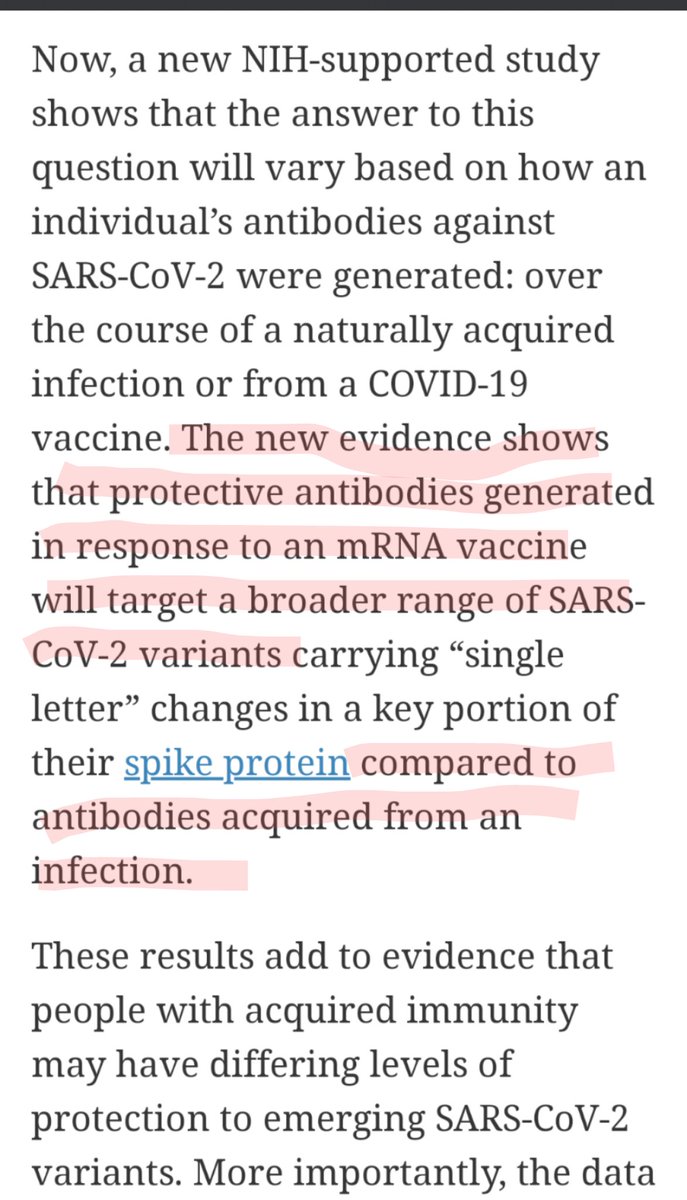 Now, a new NIH-supported study
shows that the answer to this
question will vary based on how an
individual’s antibodies against
SARS-CoV-2 were generated: over
the course of a naturally acquired
infection or from a COVID-19
vaccine. The new evidence shows
that protective antibodies generated
in response to an mRNA vaccine
will target a broader range of SARS-
CoV-2 variants carrying “single
letter” changes in a key portion of
their spike protein compared to
antibodies acquired from an
infection.
These results add to evidence that
people with acquired immunity
may have differing levels of
protection to emerging SARS-CoV-2
variants. More importantly, the data